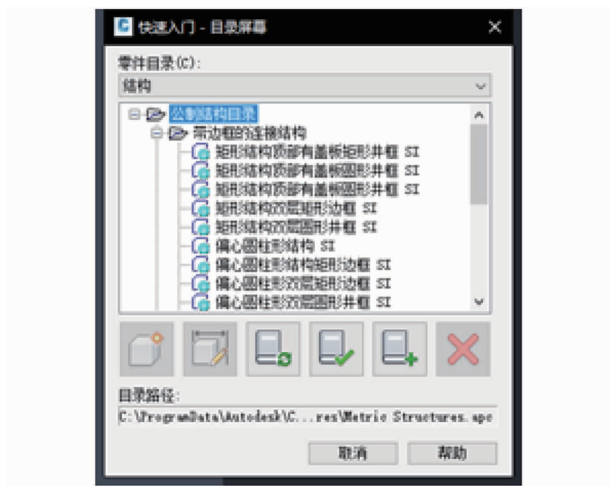 快速入门 - 目录屏幕
零件目录(C):
结构
公制结构目录
带边框的连接结构
矩形结构顶部有盖板矩形井框 SI
矩形结构顶部有盖板圆形井框 SI
矩形结构顶部有盖板圆形井框 SI
矩形结构双层矩形边框 SI
矩形结构双层圆形井框 SI
偏心圆柱形结构 SI
偏心圆柱形结构矩形边框 SI
偏心圆柱形双层矩形边框 SI
偏心圆柱形双层圆形井框 SI
目录路径:
C:\ProgramData\Autodesk\C...res\Metric Structures.apc
取消
帮助